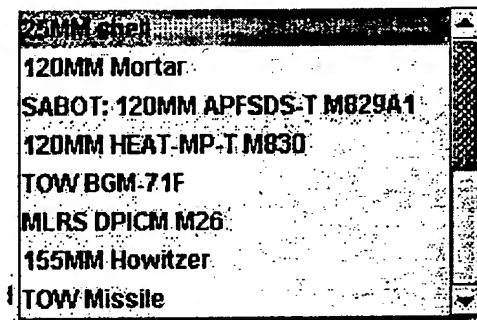 25MM shell
120MM Mortar
SABOT: 120MM APFSDS-T M829A1
120MM HEAT-MP-T M830
TOW BGM-71F
MLRS DPICM M26
155MM Howitzer
TOW Missile